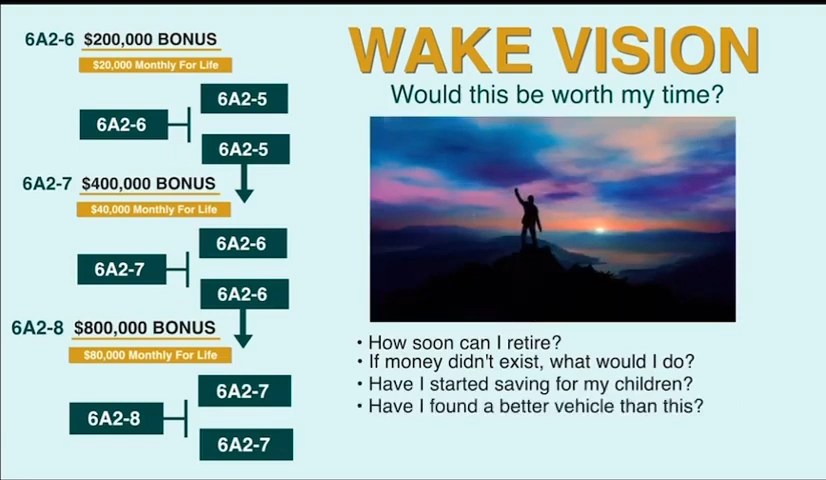 6A2-6 $200,000 BONUS
$20,000 Monthly For Life
6A2-5
6A2-6
6A2-5
6A2-7 $400,000 BONUS
$40,000 Monthly For Life
6A2-6
6A2-7
6A2-6
6A2-8 $800,000 BONUS
$80,000 Monthly For Life
6A2-7
6A2-8
6A2-7
WAKE VISION
Would this be worth my time?
• How soon can I retire?
• If money didn't exist, what would I do?
• Have I started saving for my children?
• Have I found a better vehicle than this?